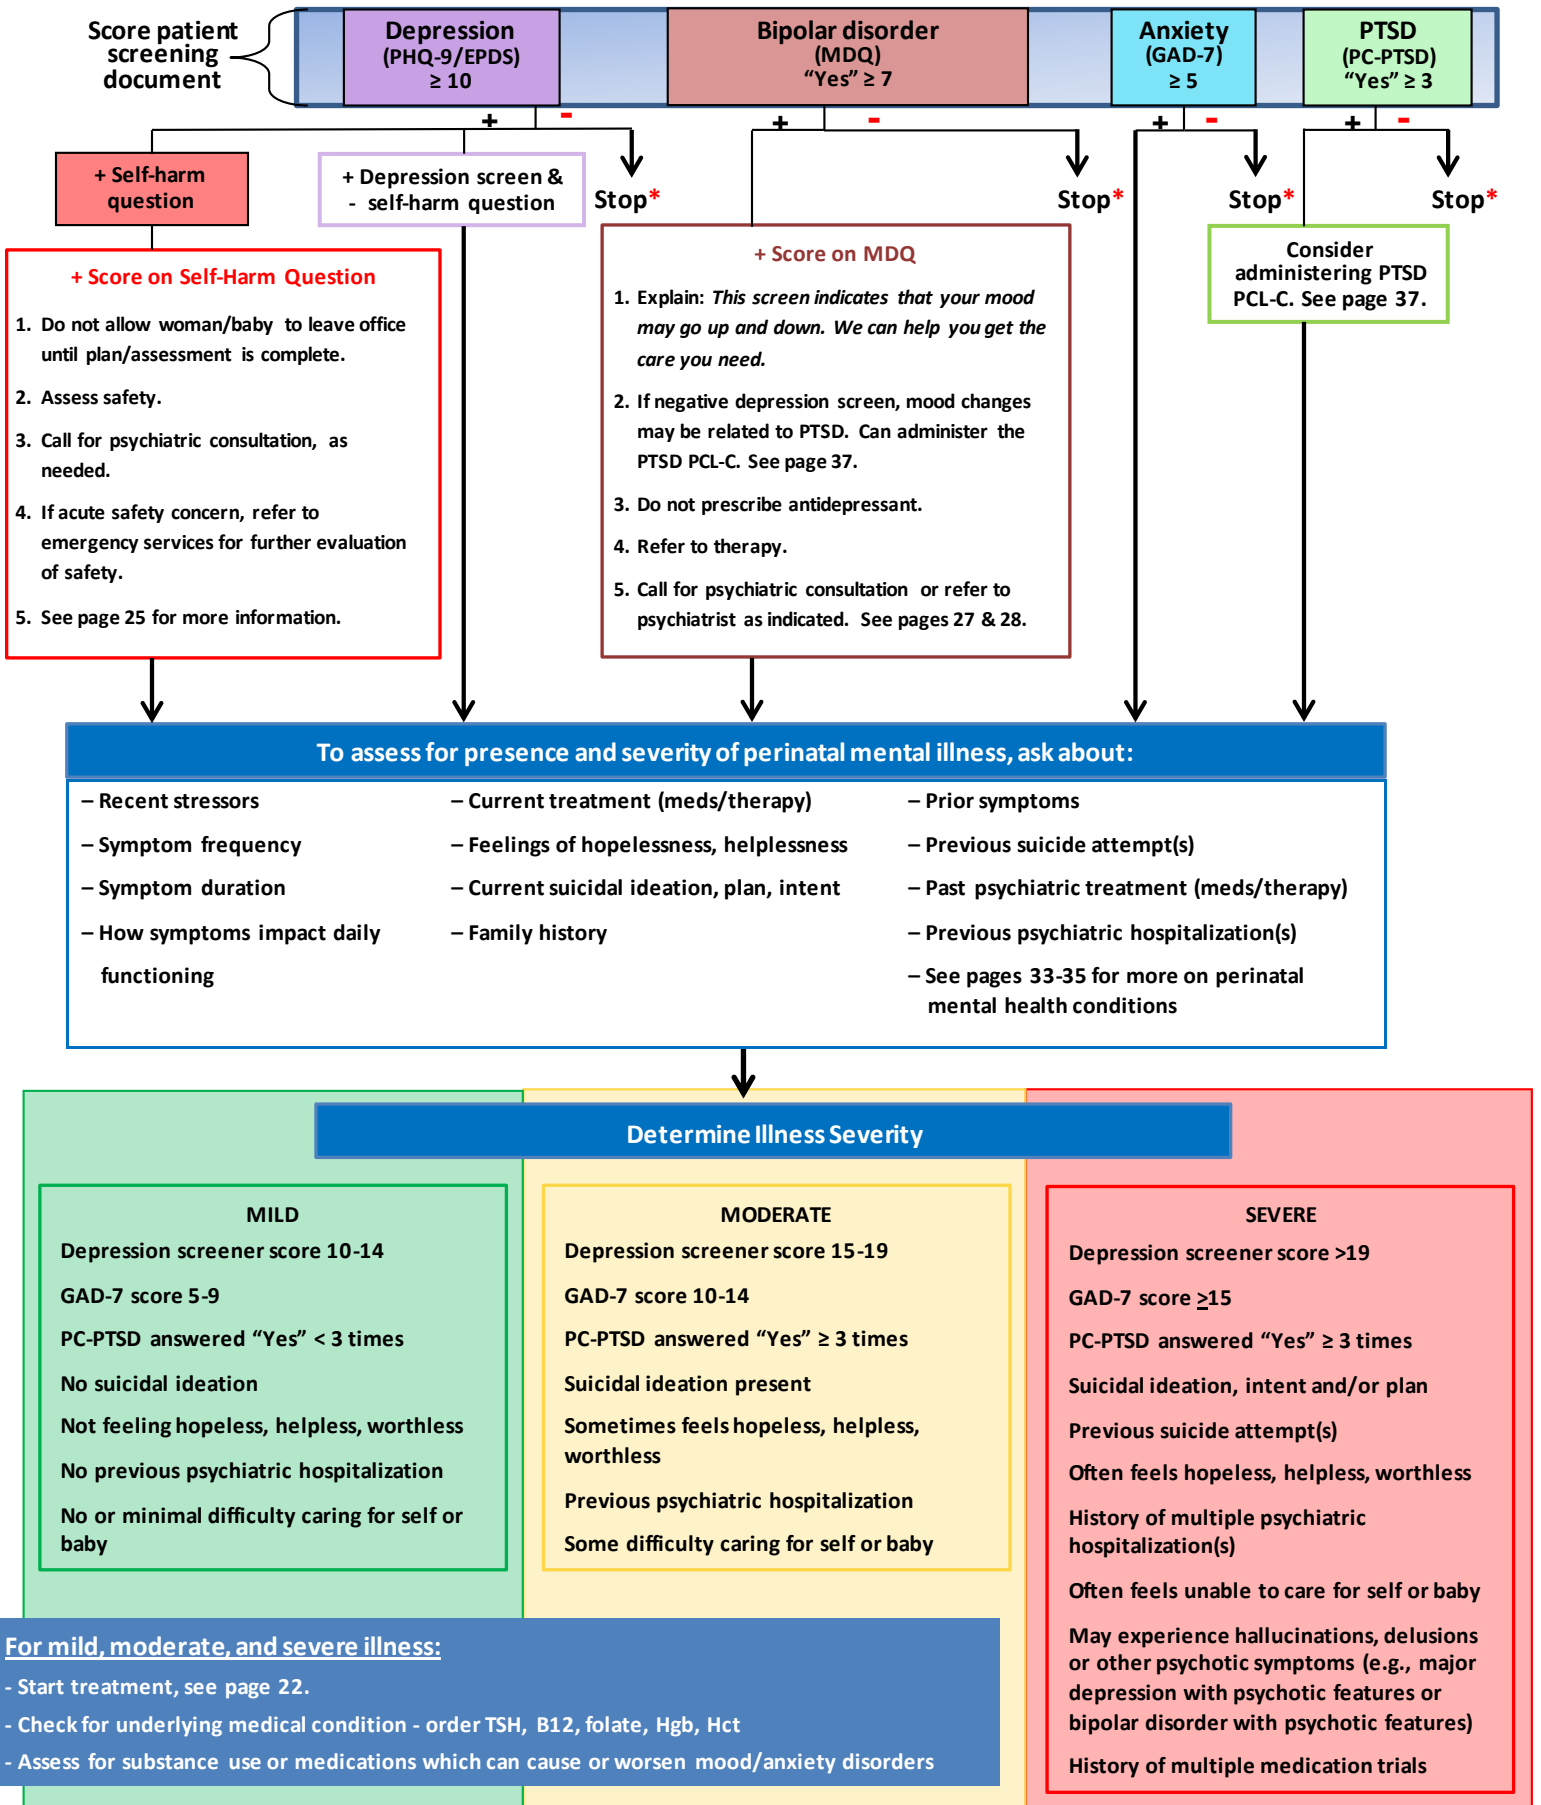 Score patient
screening
document
Depression
(PHQ-9/EPDS)
≥ 10
Bipolar disorder
(MDQ)
“Yes” ≥ 7
Anxiety
(GAD-7)
≥ 5
PTSD
(PC-PTSD)
“Yes” ≥ 3
+ -
+ -
+ -
+ -
+ Self-harm
question
+ Depression screen &
- self-harm question
Stop*
Stop*
Stop*
Stop*
+ Score on Self-Harm Question
1. Do not allow woman/baby to leave office
until plan/assessment is complete.
2. Assess safety.
3. Call for psychiatric consultation, as
needed.
4. If acute safety concern, refer to
emergency services for further evaluation
of safety.
5. See page 25 for more information.
+ Score on MDQ
1. Explain: This screen indicates that your mood
may go up and down. We can help you get the
care you need.
2. If negative depression screen, mood changes
may be related to PTSD. Can administer the
PTSD PCL-C. See page 37.
3. Do not prescribe antidepressant.
4. Refer to therapy.
5. Call for psychiatric consultation or refer to
psychiatrist as indicated. See pages 27 & 28.
Consider
administering PTSD
PCL-C. See page 37.
To assess for presence and severity of perinatal mental illness, ask about:
– Recent stressors
– Symptom frequency
– Symptom duration
– How symptoms impact daily
functioning
– Current treatment (meds/therapy)
– Feelings of hopelessness, helplessness
– Current suicidal ideation, plan, intent
– Family history
– Prior symptoms
– Previous suicide attempt(s)
– Past psychiatric treatment (meds/therapy)
– Previous psychiatric hospitalization(s)
– See pages 33-35 for more on perinatal
mental health conditions
Determine Illness Severity
MILD
Depression screener score 10-14
GAD-7 score 5-9
PC-PTSD answered “Yes” < 3 times
No suicidal ideation
Not feeling hopeless, helpless, worthless
No previous psychiatric hospitalization
No or minimal difficulty caring for self or
baby
MODERATE
Depression screener score 15-19
GAD-7 score 10-14
PC-PTSD answered “Yes” ≥ 3 times
Suicidal ideation present
Sometimes feels hopeless, helpless,
worthless
Previous psychiatric hospitalization
Some difficulty caring for self or baby
SEVERE
Depression screener score >19
GAD-7 score ≥15
PC-PTSD answered “Yes” ≥ 3 times
Suicidal ideation, intent and/or plan
Previous suicide attempt(s)
Often feels hopeless, helpless, worthless
History of multiple psychiatric
hospitalization(s)
Often feels unable to care for self or baby
May experience hallucinations, delusions
or other psychotic symptoms (e.g., major
depression with psychotic features or
bipolar disorder with psychotic features)
History of multiple medication trials
For mild, moderate, and severe illness:
- Start treatment, see page 22.
- Check for underlying medical condition - order TSH, B12, folate, Hgb, Hct
- Assess for substance use or medications which can cause or worsen mood/anxiety disorders